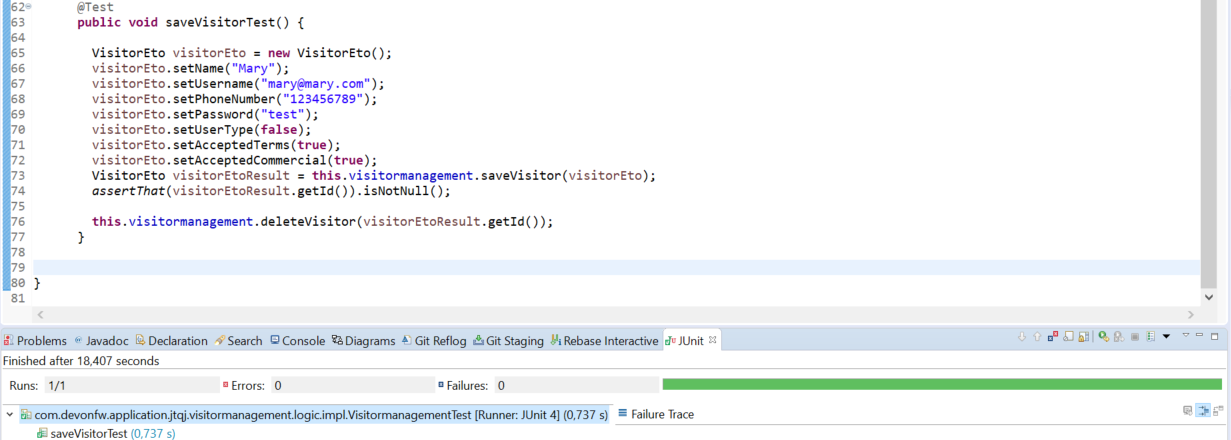 62 @Test
63 public void saveVisitorTest() {
64
65 VisitorEto visitorEto = new VisitorEto();
66 visitorEto.setName("Mary");
67 visitorEto.setUsername("mary@mary.com");
68 visitorEto.setPhoneNumber("123456789");
69 visitorEto.setPassword("test");
70 visitorEto.setUserType(false);
71 visitorEto.setAcceptedTerms(true);
72 visitorEto.setAcceptedCommercial(true);
73 VisitorEto visitorEtoResult = this.visitormanagement.saveVisitor(visitorEto);
74 assertThat(visitorEtoResult.getId()).isNotNull();
75
76 this.visitormanagement.deleteVisitor(visitorEtoResult.getId());
77 }
78
79
80 }
81
Problems Javadoc Declaration Search Console Diagrams Git Reflog Git Staging Rebase Interactive JUnit
Finished after 18,407 seconds
Runs: 1/1 Errors: 0 Failures: 0
com.devonfw.application.jtqj.visitormanagement.logic.impl.VisitormanagementTest [Runner: JUnit 4] (0,737 s) Failure Trace
saveVisitorTest (0,737 s)